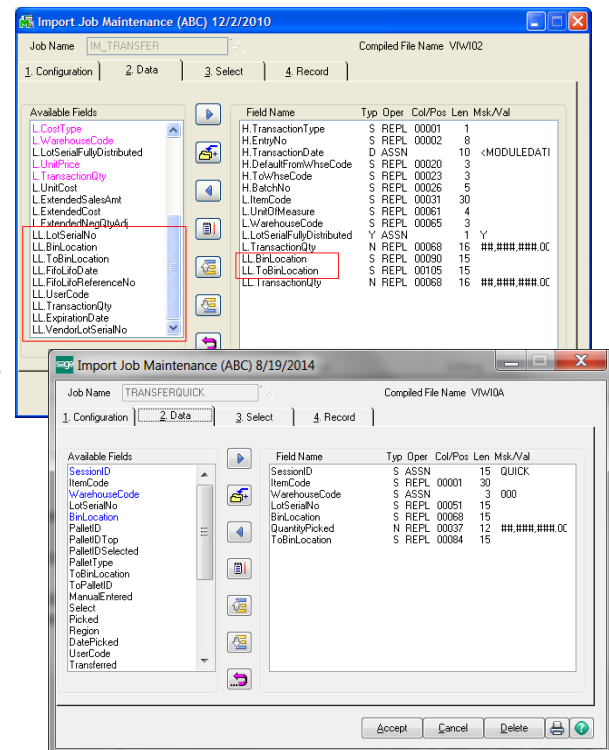 Import Job Maintenance (ABC) 12/2/2010
Job Name IM_TRANSFER Compiled File Name VIWI02
1. Configuration 2. Data 3. Select 4. Record
Available Fields
L.CostType
L.WarehouseCode
L.LotSerialFullyDistributed
L.UnitPrice
L.TransactionQty
L.UnitCost
L.ExtendedSalesAmt
L.ExtendedCost
L.ExtendedNegQtyAdj
LL.LotSerialNo
LL.BinLocation
LL.ToBinLocation
LL.FifoLifoDate
LL.FifoLifoReferenceNo
LL.UserCode
LL.TransactionQty
LL.ExpirationDate
LL.VendorLotSerialNo
Field Name Typ Oper Col/Pos Len Msk/Val
H.TransactionType S REPL 00001 1
H.EntryNo S REPL 00002 8
H.TransactionDate D ASSN 10 <MODULEDATI
H.DefaultFromWhseCode S REPL 00020 3
H.ToWhseCode S REPL 00023 3
H.BatchNo S REPL 00026 5
L.ItemCode S REPL 00031 30
L.UnitOfMeasure S REPL 00061 4
L.WarehouseCode S REPL 00065 3
L.LotSerialFullyDistributed Y ASSN 1 Y
L.TransactionQty N REPL 00068 16 ##,###,###.0C
LL.BinLocation S REPL 00090 15
LL.ToBinLocation S REPL 00105 15
LL.TransactionQty N REPL 00068 16 ##,###,###.0C
sage Import Job Maintenance (ABC) 8/19/2014
Job Name TRANSFERQUICK Compiled File Name VIWI0A
1. Configuration 2. Data 3. Select 4. Record
Available Fields
SessionID
ItemCode
WarehouseCode
LotSerialNo
BinLocation
PalletID
PalletIDTop
PalletIDSelected
PalletType
ToBinLocation
ToPalletID
ManualEntered
Select
Picked
Region
DatePicked
UserCode
Transferred
Field Name Typ Oper Col/Pos Len Msk/Val
SessionID S ASSN 15 QUICK
ItemCode S REPL 00001 30
WarehouseCode S ASSN 3 000
LotSerialNo S REPL 00051 15
BinLocation S REPL 00068 15
QuantityPicked N REPL 00037 12 ##,###,###.0C
ToBinLocation S REPL 00084 15
Accept Cancel Delete